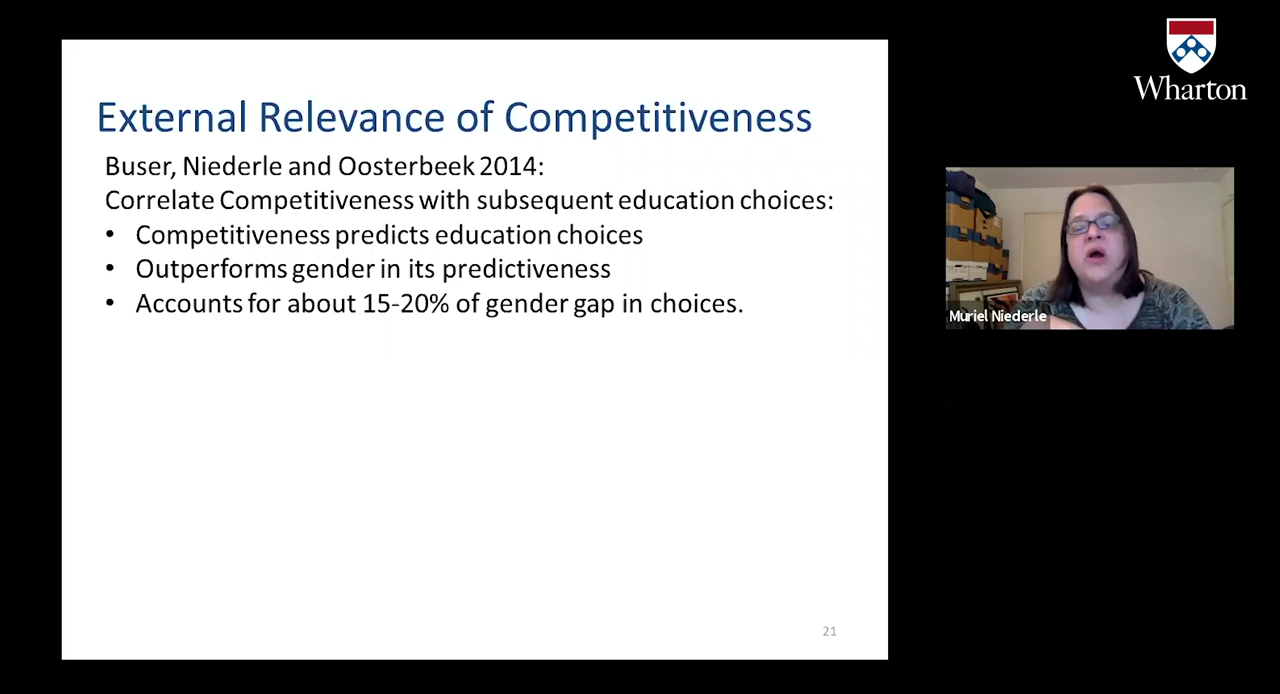 Wharton
External Relevance of Competitiveness
Buser, Niederle and Oosterbeek 2014:
Correlate Competitiveness with subsequent education choices:
• Competitiveness predicts education choices
• Outperforms gender in its predictiveness
• Accounts for about 15-20% of gender gap in choices.
Muriel Niederle
21